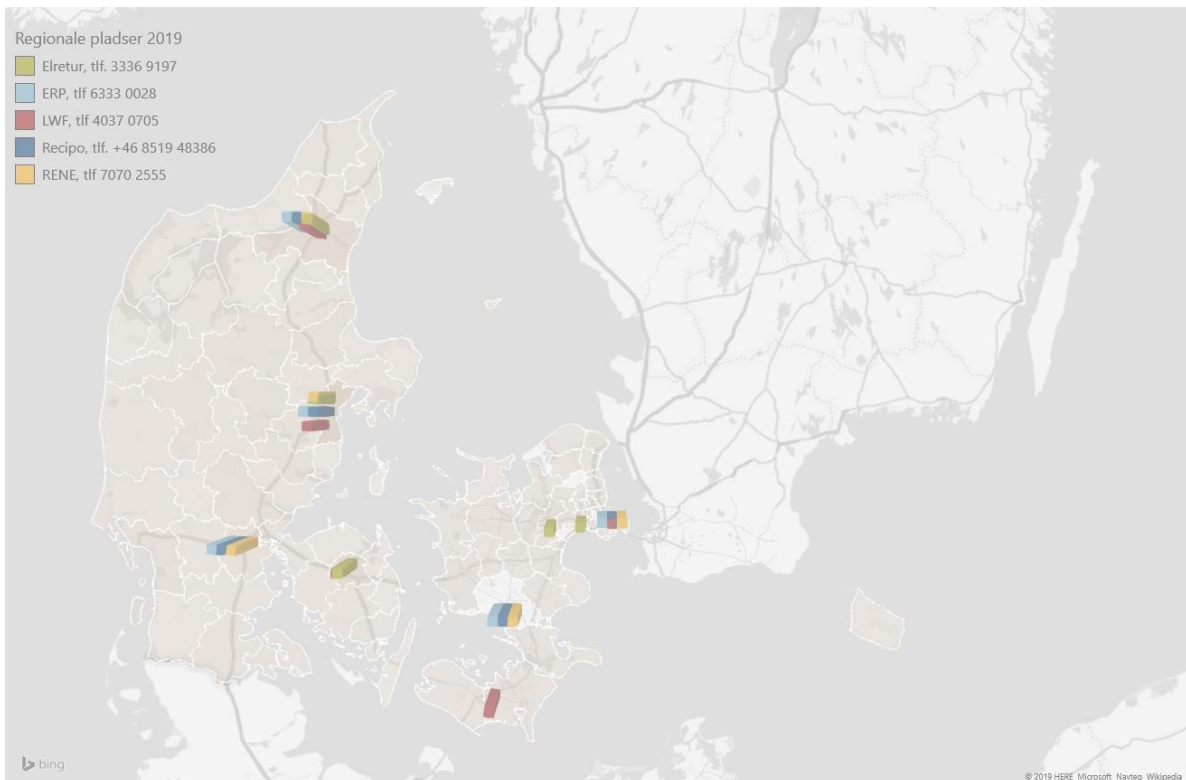 Regionale pladser 2019
Elretur, tlf. 3336 9197
ERP, tlf 6333 0028
LWF, tlf 4037 0705
Recipo, tlf. +46 8519 48386
RENE, tlf 7070 2555
bing
© 2019 HERE Microsoft Navteq Wikipedia